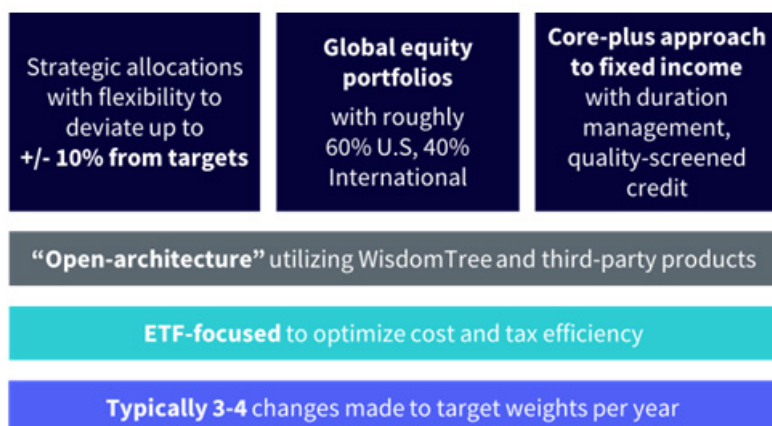 Strategic allocations
with flexibility to
deviate up to
+/- 10% from targets
Global equity
portfolios
with roughly
60% U.S, 40%
International
Core-plus approach
to fixed income
with duration
management,
quality-screened
credit
“Open-architecture” utilizing WisdomTree and third-party products
ETF-focused to optimize cost and tax efficiency
Typically 3-4 changes made to target weights per year